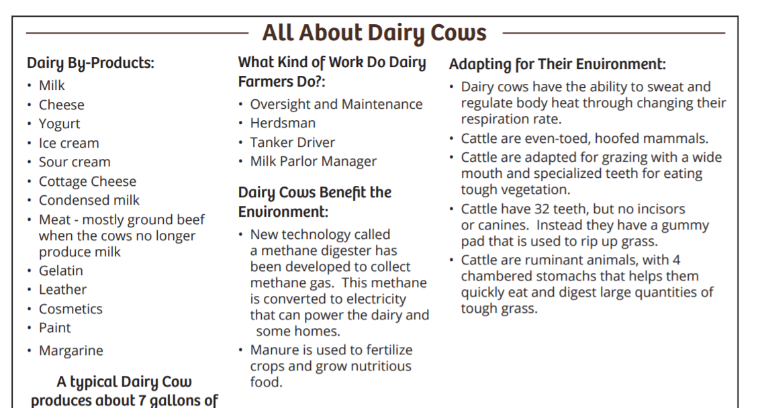 All About Dairy Cows
Dairy By-Products:
• Milk
• Cheese
• Yogurt
• Ice cream
• Sour cream
• Cottage Cheese
• Condensed milk
• Meat - mostly ground beef
when the cows no longer
produce milk
• Gelatin
• Leather
• Cosmetics
• Paint
• Margarine
A typical Dairy Cow
produces about 7 gallons of
What Kind of Work Do Dairy
Farmers Do?:
• Oversight and Maintenance
• Herdsman
• Tanker Driver
• Milk Parlor Manager
Dairy Cows Benefit the
Environment:
• New technology called
a methane digester has
been developed to collect
methane gas.  This methane
is converted to electricity
that can power the dairy and
some homes.
• Manure is used to fertilize
crops and grow nutritious
food.
Adapting for Their Environment:
• Dairy cows have the ability to sweat and
regulate body heat through changing their
respiration rate.
• Cattle are even-toed, hoofed mammals.
• Cattle are adapted for grazing with a wide
mouth and specialized teeth for eating
tough vegetation.
• Cattle have 32 teeth, but no incisors
or canines.  Instead they have a gummy
pad that is used to rip up grass.
• Cattle are ruminant animals, with 4
chambered stomachs that helps them
quickly eat and digest large quantities of
tough grass.